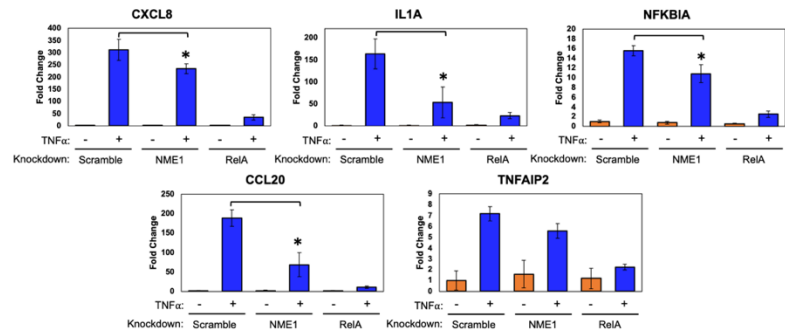 CXCL8
Fold Change
400
350
300
250
200
150
100
50
0
*
TNFα: - + - + - +
Knockdown: Scramble NME1 RelA
IL1A
Fold Change
200
150
100
50
0
*
TNFα: - + - + - +
Knockdown: Scramble NME1 RelA
NFKBIA
Fold Change
20
18
16
14
12
10
8
6
4
2
0
*
TNFα: - + - + - +
Knockdown: Scramble NME1 RelA
CCL20
Fold Change
250
200
150
100
50
0
*
TNFα: - + - + - +
Knockdown: Scramble NME1 RelA
TNFAIP2
Fold Change
9
8
7
6
5
4
3
2
1
0
TNFα: - + - + - +
Knockdown: Scramble NME1 RelA